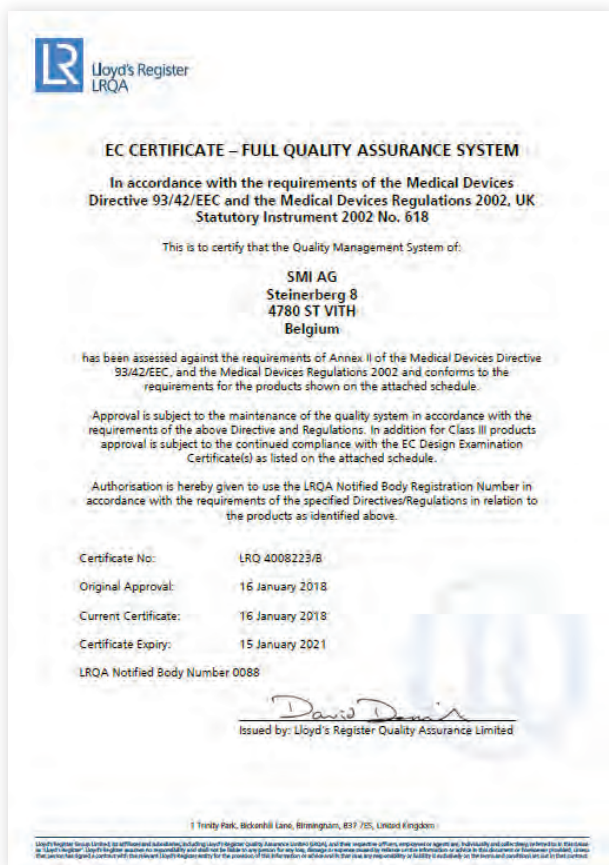 LR
Lloyd's Register
LRQA
EC CERTIFICATE – FULL QUALITY ASSURANCE SYSTEM
In accordance with the requirements of the Medical Devices
Directive 93/42/EEC and the Medical Devices Regulations 2002, UK
Statutory Instrument 2002 No. 618
This is to certify that the Quality Management System of:
SMI AG
Steinerberg 8
4780 ST VITH
Belgium
has been assessed against the requirements of Annex II of the Medical Devices Directive
93/42/EEC, and the Medical Devices Regulations 2002 and conforms to the
requirements for the products shown on the attached schedule.
Approval is subject to the maintenance of the quality system in accordance with the
requirements of the above Directive and Regulations. In addition for Class III products
approval is subject to the continued compliance with the EC Design Examination
Certificate(s) as listed on the attached schedule.
Authorisation is hereby given to use the LRQA Notified Body Registration Number in
accordance with the requirements of the specified Directives/Regulations in relation to
the products as identified above.
Certificate No: LRQ 4008223/B
Original Approval: 16 January 2018
Current Certificate: 16 January 2018
Certificate Expiry: 15 January 2021
LRQA Notified Body Number 0088
David
Issued by: Lloyd's Register Quality Assurance Limited
1 Trinity Park, Bickenhill Lane, Birmingham, B37 7ES, United Kingdom